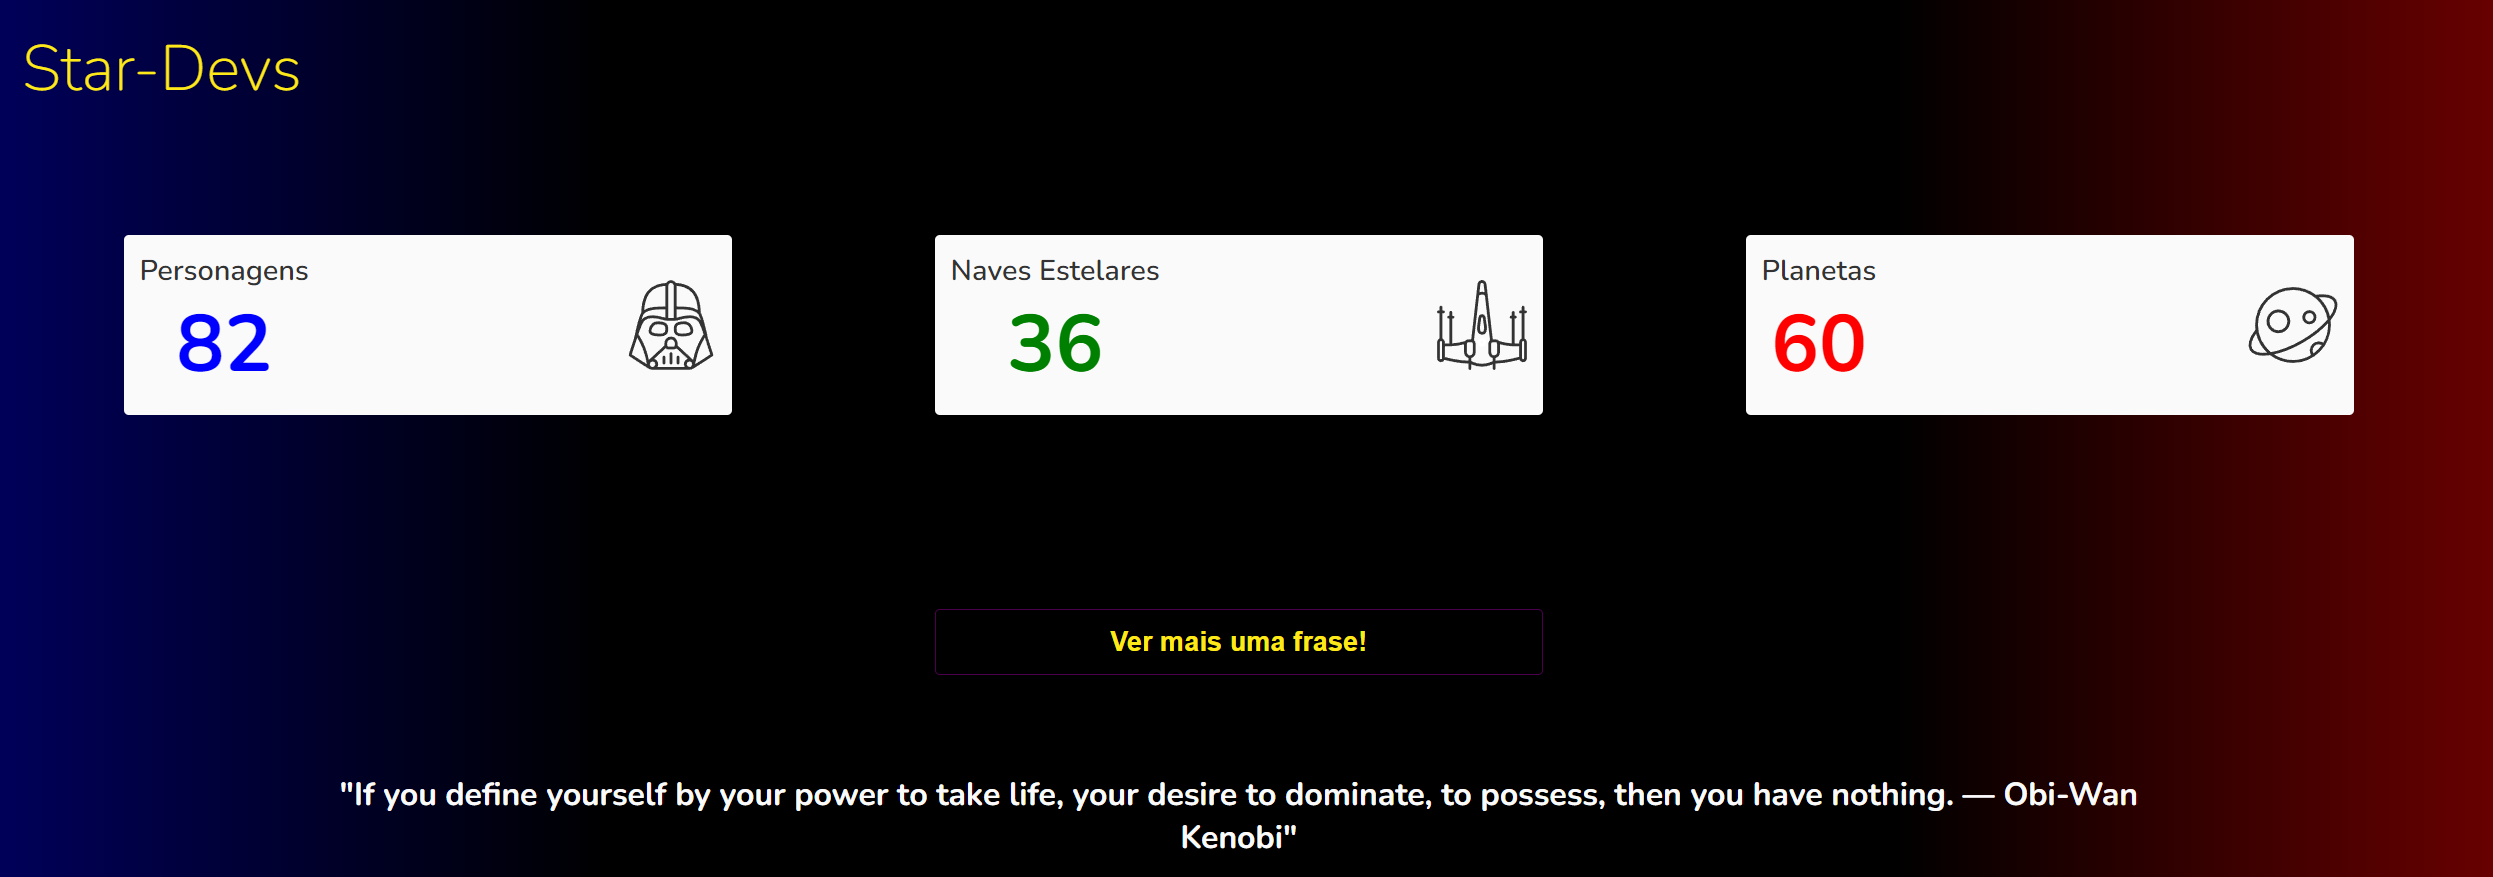 Star-Devs
Personagens
82
Naves Estelares
36
Planetas
60
Ver mais uma frase!
"If you define yourself by your power to take life, your desire to dominate, to possess, then you have nothing. — Obi-Wan
Kenobi"